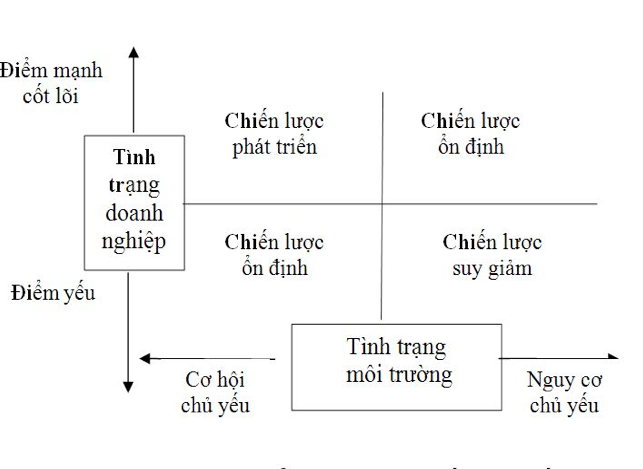 Điểm mạnh
cốt lõi
Chiến lược
phát triển
Chiến lược
ổn định
Tình
trạng
doanh
nghiệp
Chiến lược
ổn định
Chiến lược
suy giảm
Điểm yếu
Tình trạng
môi trường
Cơ hội
chủ yếu
Nguy cơ
chủ yếu